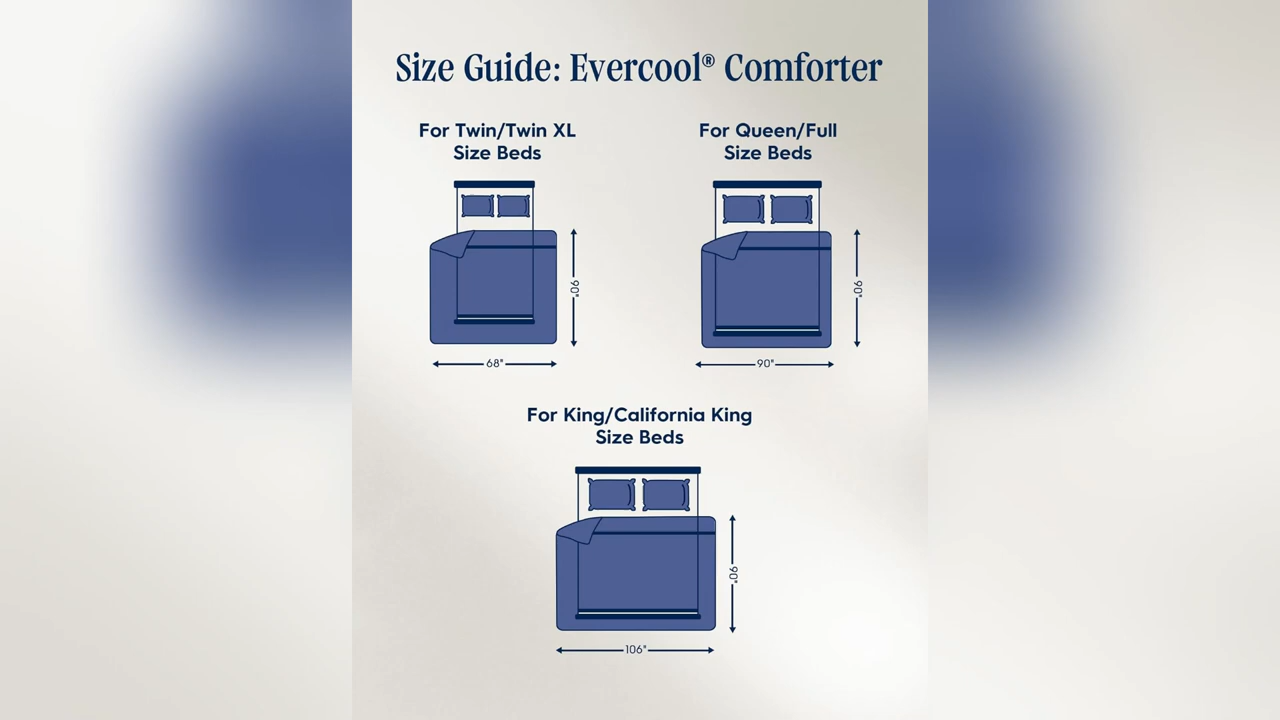 Size Guide: Evercool® Comforter
For Twin/Twin XL
Size Beds
90"
68"
For Queen/Full
Size Beds
90"
90"
For King/California King
Size Beds
90"
106"